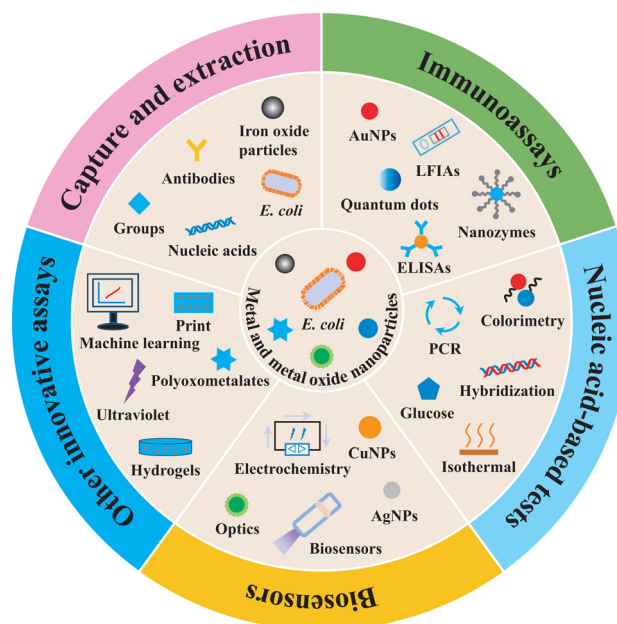 Capture and extraction
Iron oxide
particles
Antibodies
E. coli
Groups
Nucleic acids
Immunoassays
AuNPs
LFIAs
Quantum dots
Nanozymes
ELISAs
Nucleic acid-based tests
Colorimetry
PCR
Hybridization
Glucose
Isothermal
Biosensors
Electrochemistry
CuNPs
Optics
AgNPs
Biosensors
Other innovative assays
Machine learning
Print
Polyoxometalates
Ultraviolet
Hydrogels
Metal and metal oxide nanoparticles
E. coli